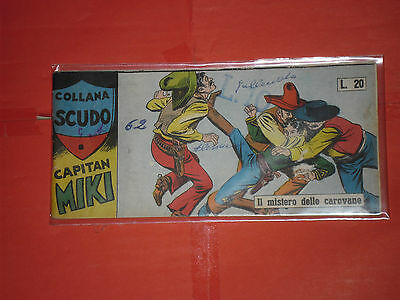 COLLANA
SCUDO
CAPITAN
MIKI
62
L. 20
Il mistero delle carovane